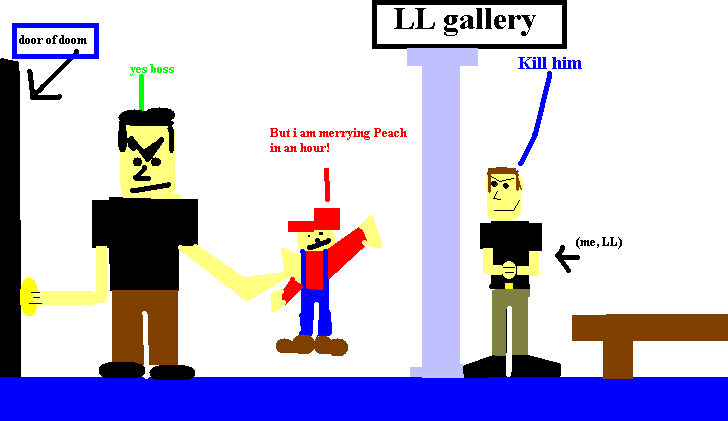 LL gallery
door of doom
yes boss
Kill him
But i am merrying Peach
in an hour!
(me, LL)